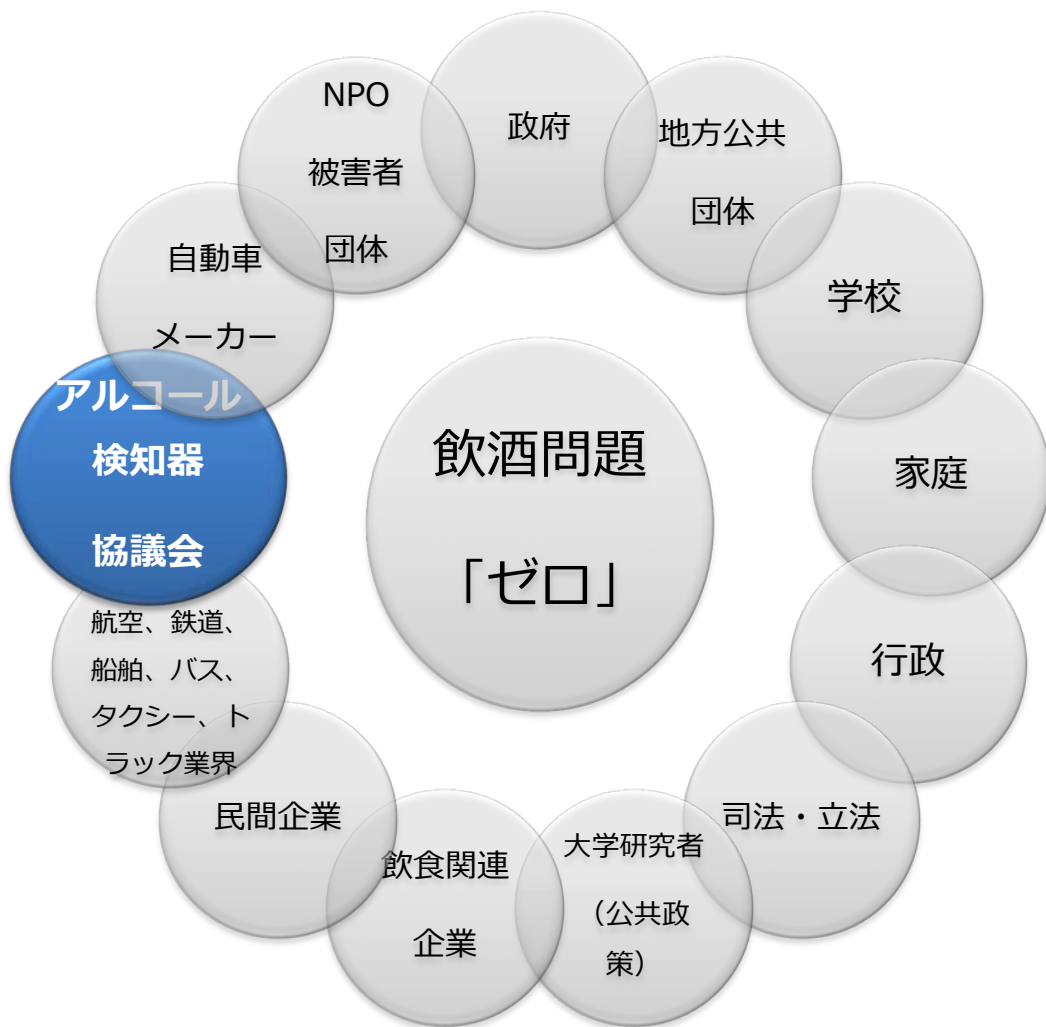 政府
地方公共
団体
学校
家庭
行政
司法・立法
大学研究者
（公共政
策）
飲食関連
企業
民間企業
航空、鉄道、
船舶、バス、
タクシー、ト
ラック業界
アルコール
検知器
協議会
自動車
メーカー
NPO
被害者
団体
飲酒問題
「ゼロ」